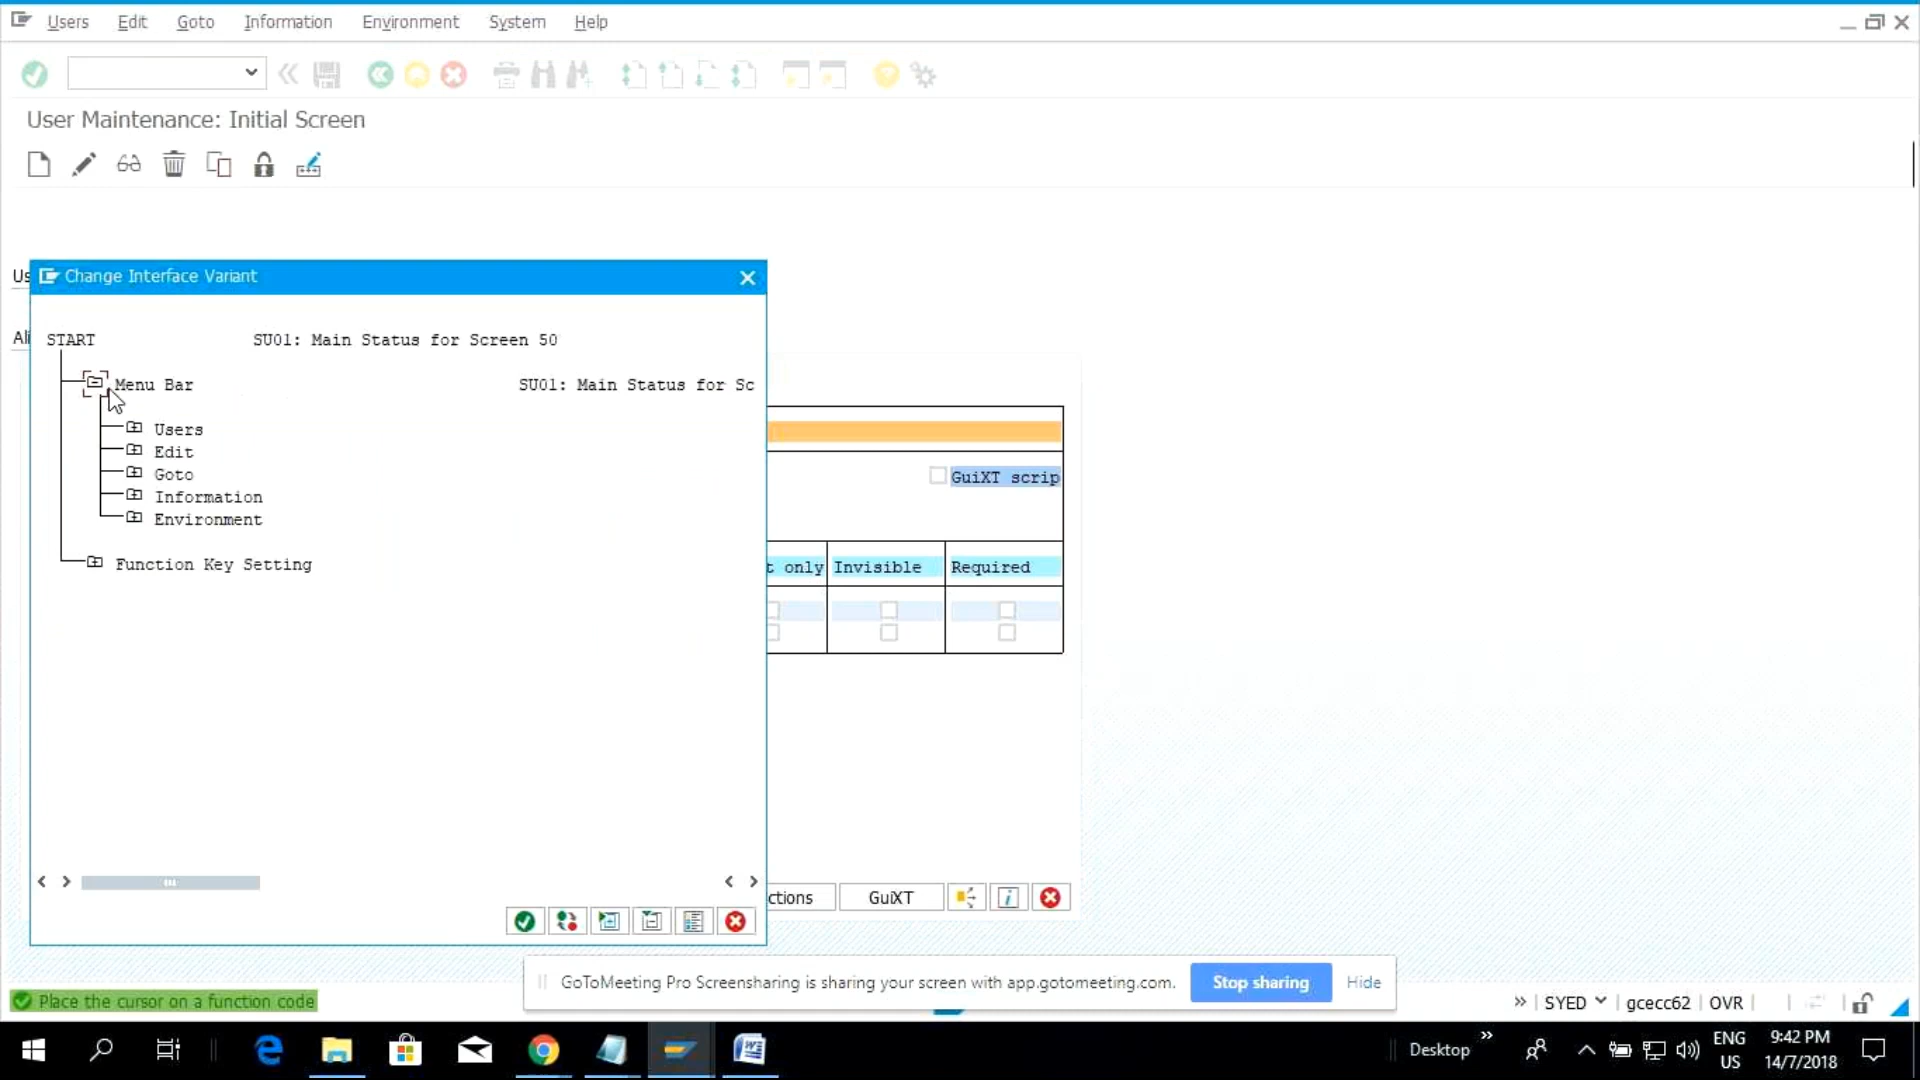 Users Edit Goto Information Environment System Help
User Maintenance: Initial Screen
Us
Change Interface Variant
Ali
START SU01: Main Status for Screen 50
Menu Bar SU01: Main Status for Sc
Users
Edit
Goto
Information
Environment
Function Key Setting
GuiXT scrip
t only Invisible Required
ctions GuiXT
GoToMeeting Pro Screensharing is sharing your screen with app.gotomeeting.com. Stop sharing Hide
Place the cursor on a function code
SYED gcecc62 OVR
Desktop
ENG
US
9:42 PM
14/7/2018